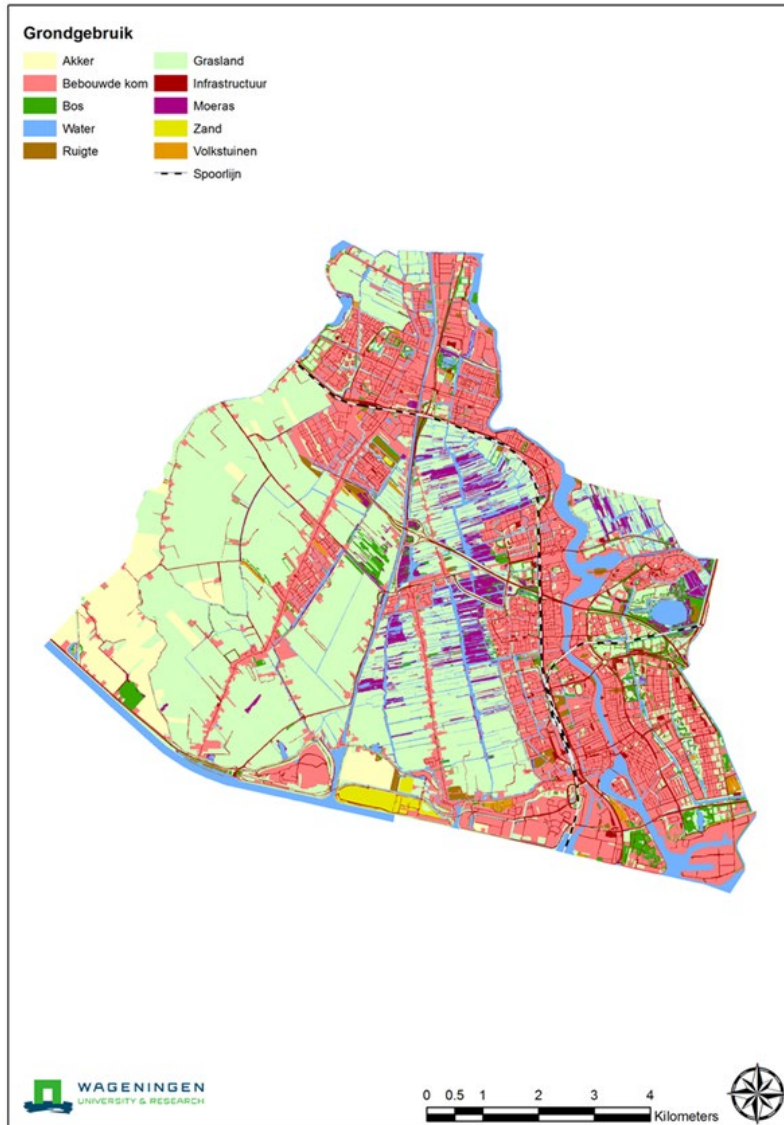 Grondgebruik
Akker
Grasland
Bebouwde kom
Infrastructuur
Bos
Moeras
Water
Zand
Ruigte
Volkstuinen
Spoorlijn
WAGENINGEN
UNIVERSITY & RESEARCH
0 0.5 1 2 3 4
Kilometers